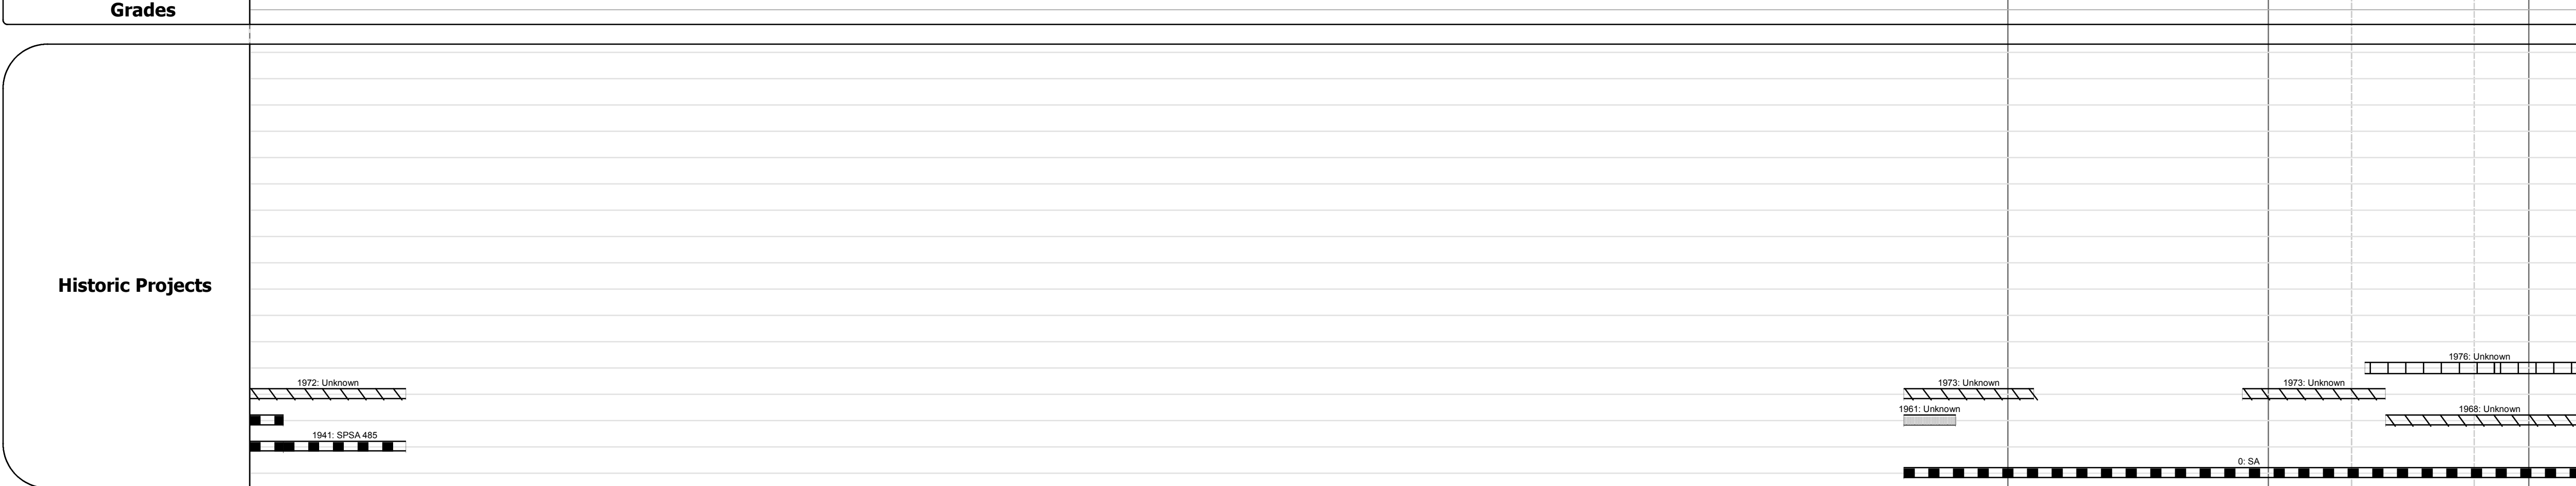 Grades
Historic Projects
1976: Unknown
1972: Unknown
1973: Unknown
1973: Unknown
1961: Unknown
1968: Unknown
1941: SPSA 485
0: SA